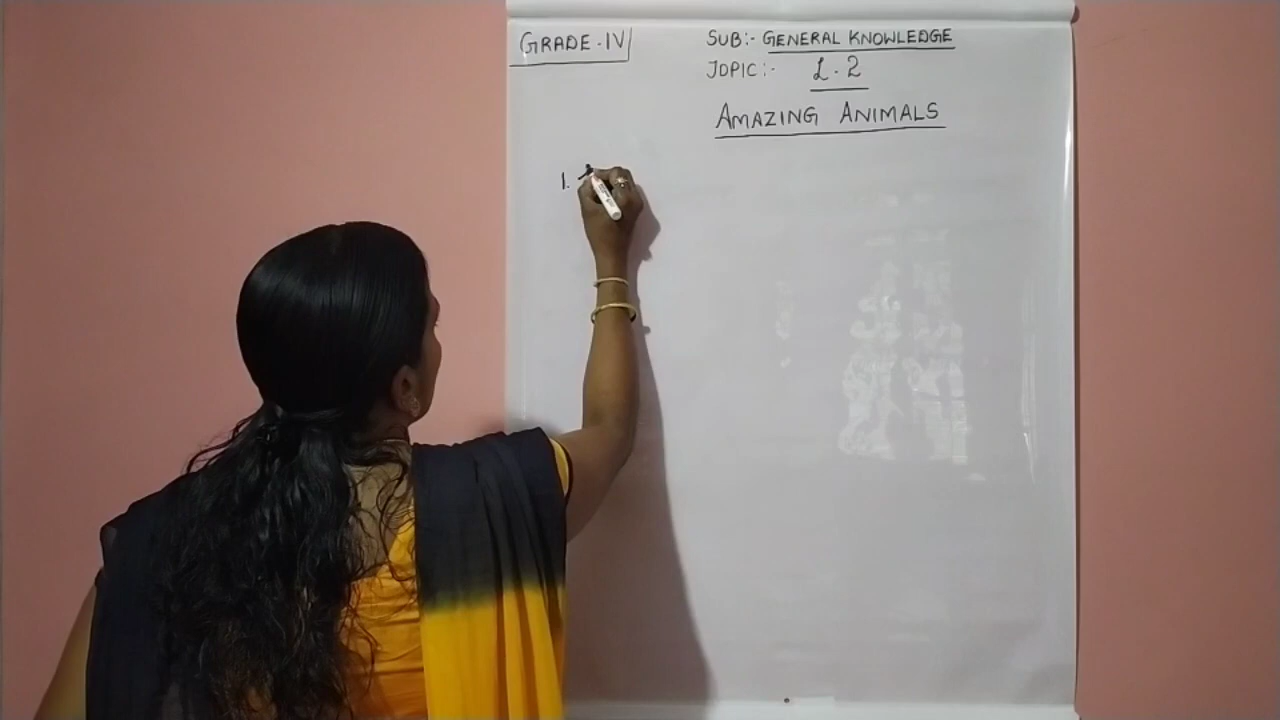 GRADE-IV
SUB:- GENERAL KNOWLEDGE
TOPIC:- L.2
AMAZING ANIMALS
1.